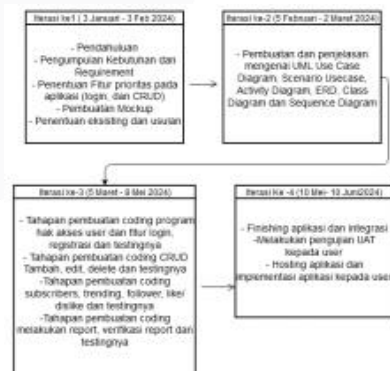 Iterasi ke1 ( 3 Januari - 3 Feb 2024)
- Pendahuluan
- Pengumpulan Kebutuhan dan
Requirement
- Penentuan Fitur prioritas pada
aplikasi (login, dan CRUD)
- Pembuatan Mockup
- Penentuan eksisting dan usulan
Iterasi ke-2 (5 Februari - 2 Maret 2024)
- Pembuatan dan penjelasan
mengenai UML Use Case
Diagram, Scenario Usecase,
Activity Diagram, ERD, Class
Diagram dan Sequence Diagram
Iterasi ke-3 (5 Maret - 9 Mei 2024)
- Tahapan pembuatan coding program
hak akses user dan fitur login,
registrasi dan testingnya
- Tahapan pembuatan coding CRUD
Tambah, edit, delete dan testingnya
-Tahapan pembuatan coding
subscribers, trending, follower, like/
dislike dan testingnya
-Tahapan pembuatan coding
melakukan report, verifikasi report dan
testingnya
Iterasi Ke -4 (10 Mei- 10 Juni2024)
- Finishing aplikasi dan integrasi
-Melakukan pengujian UAT
kepada user
- Hosting aplikasi dan
implementasi aplikasi kepada user